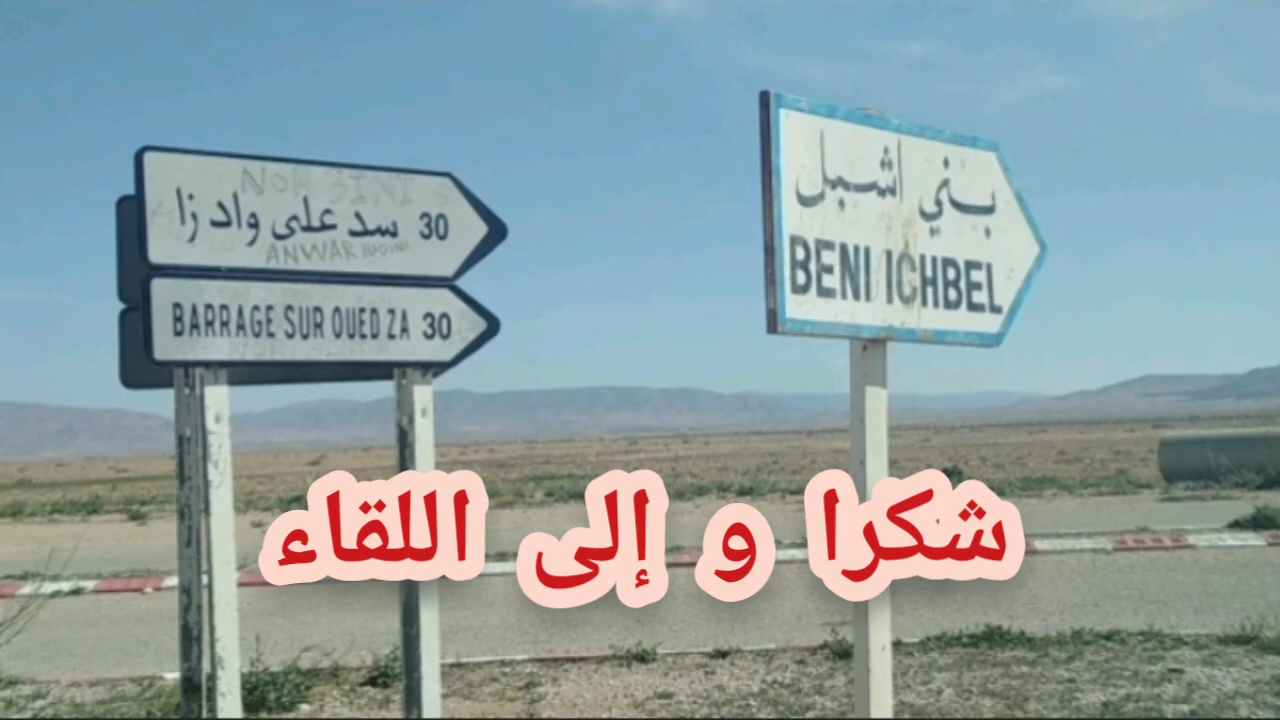 سد على واد زا 30
ANWAR
BARRAGE SUR OUED ZA 30
بني اشبل
BENI ICHBEL
شكرا و إلى اللقاء